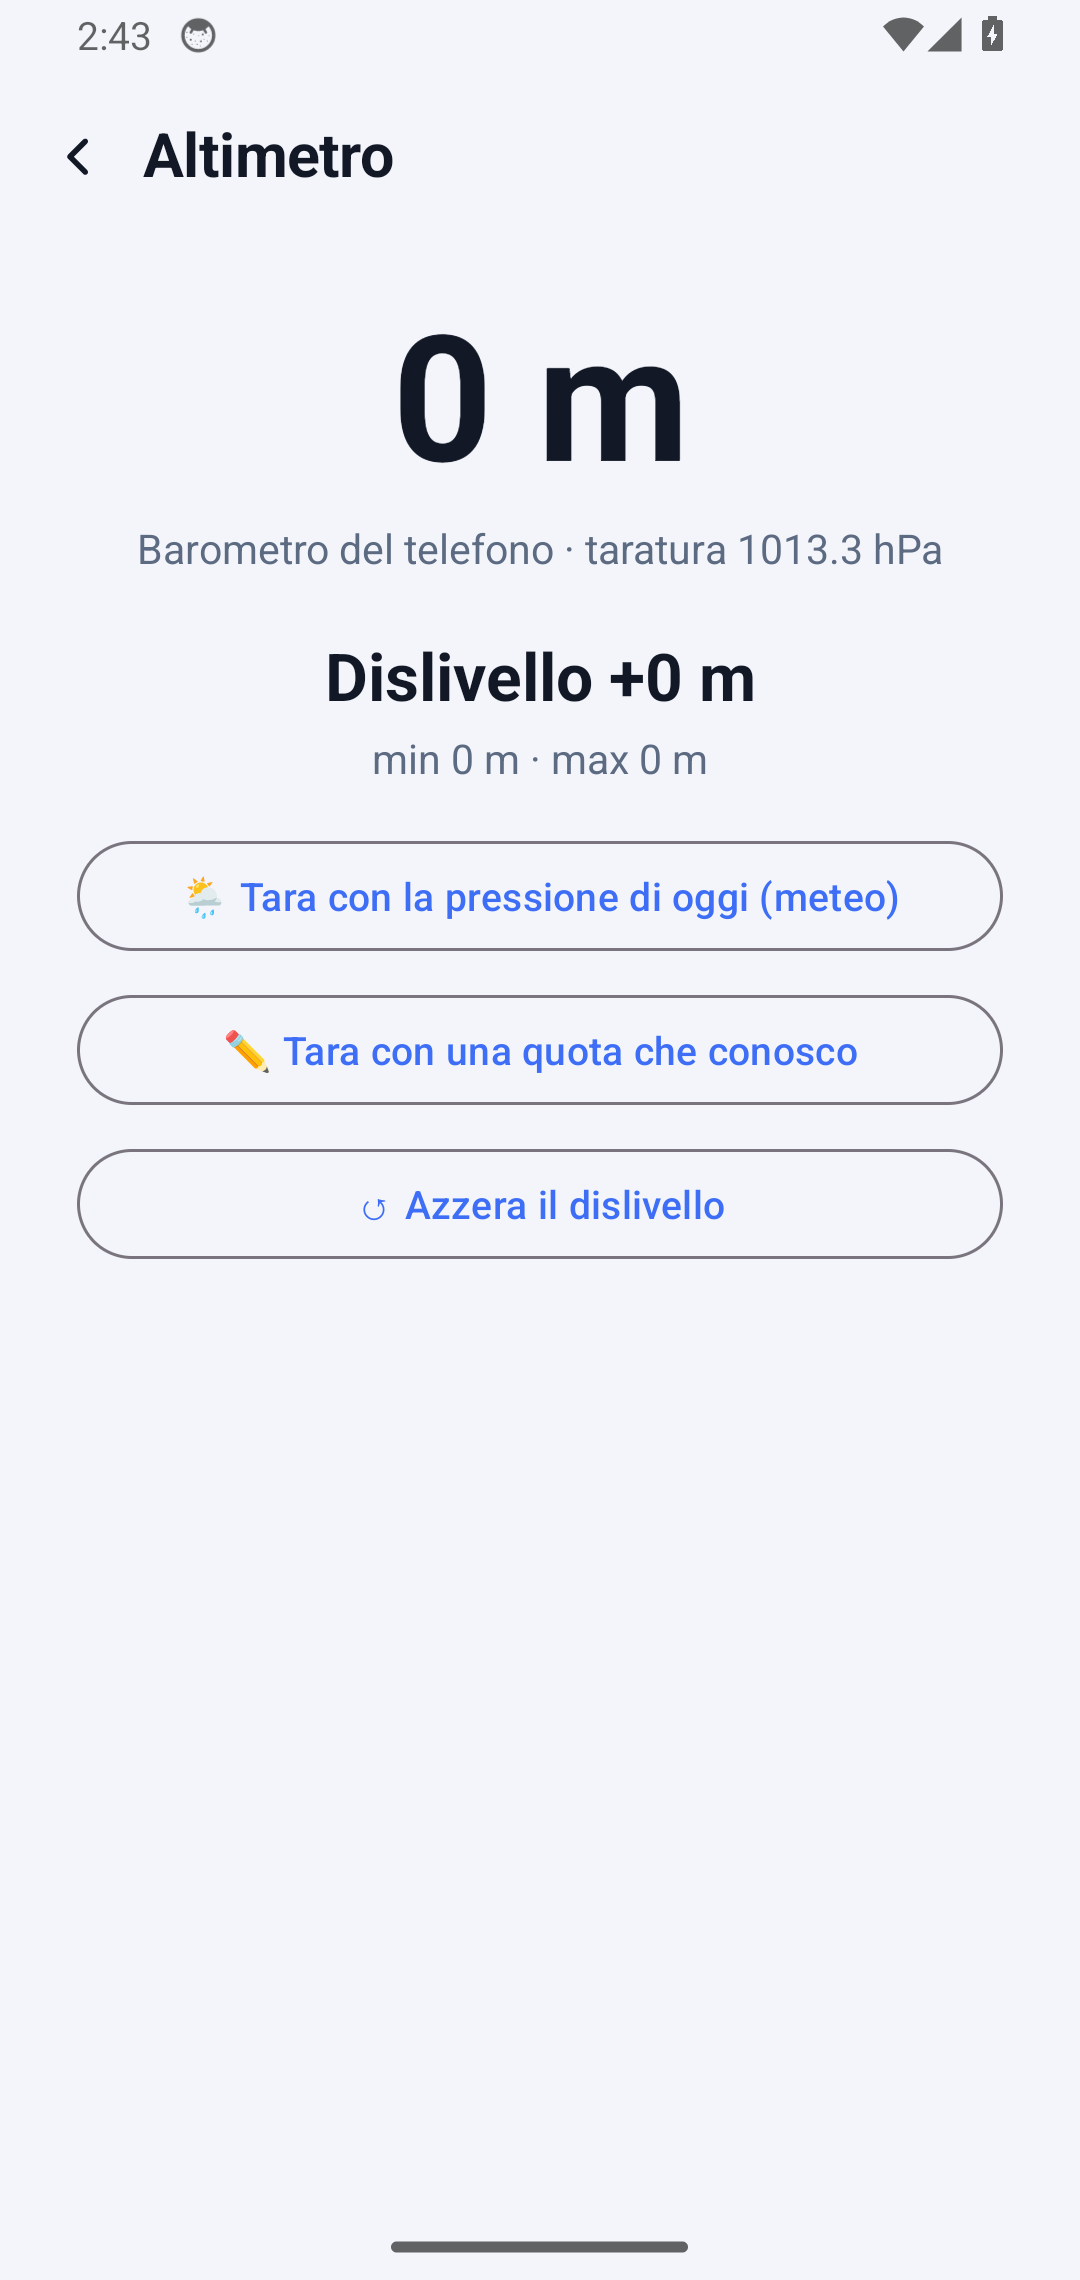 2:43
Altimetro
0 m
Barometro del telefono · taratura 1013.3 hPa
Dislivello +0 m
min 0 m · max 0 m
🌦️ Tara con la pressione di oggi (meteo)
✏️ Tara con una quota che conosco
↺ Azzera il dislivello